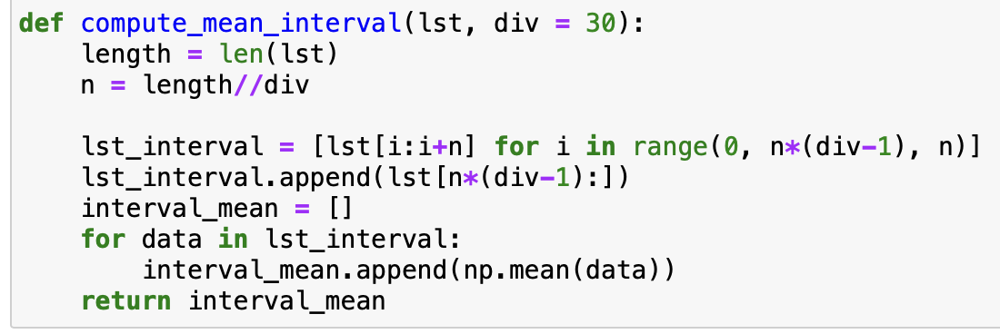 def compute_mean_interval(lst, div = 30):
    length = len(lst)
    n = length//div
    lst_interval = [lst[i:i+n] for i in range(0, n*(div-1), n)]
    lst_interval.append(lst[n*(div-1):])
    interval_mean = []
    for data in lst_interval:
        interval_mean.append(np.mean(data))
    return interval_mean